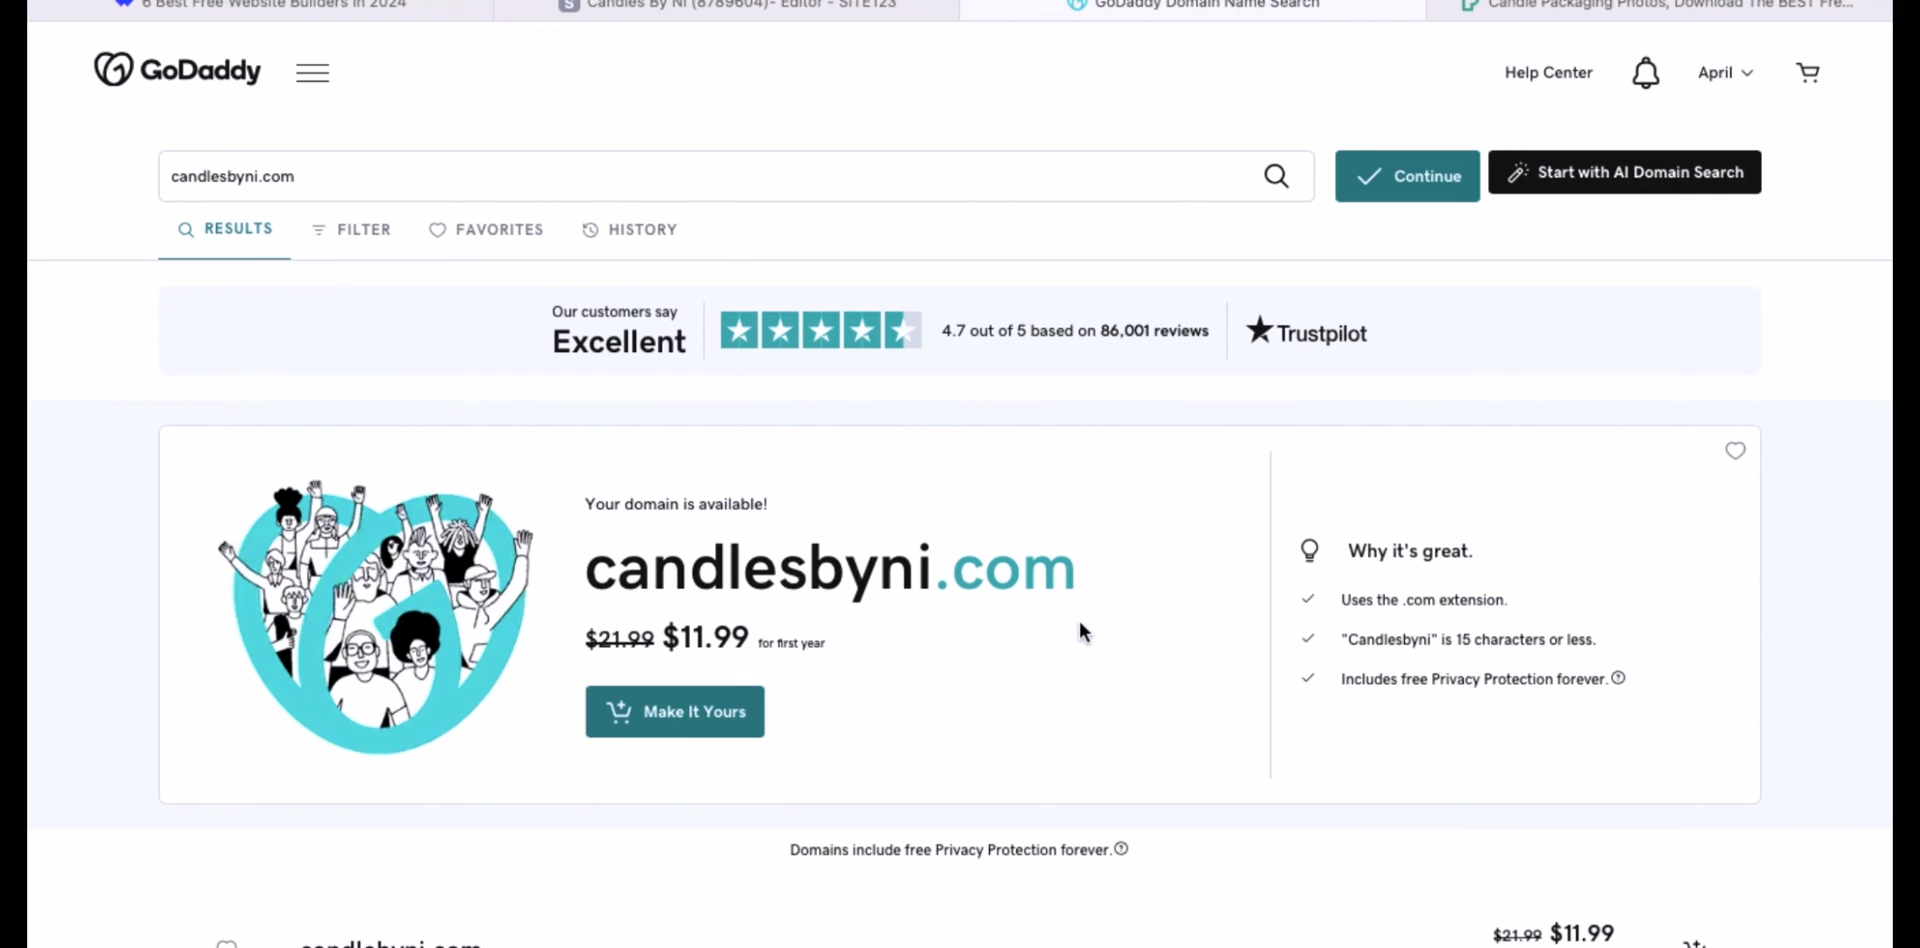 6 Best Free Website Builders in 2024
Candles By Ni (8789604)- Editor - SITE123
GoDaddy Domain Name Search
Candle Packaging Photos, Download The BEST Fre...
GoDaddy
Help Center
April
candlesbyni.com
Continue
Start with AI Domain Search
RESULTS
FILTER
FAVORITES
HISTORY
Our customers say
Excellent
4.7 out of 5 based on 86,001 reviews
Trustpilot
Your domain is available!
candlesbyni.com
$21.99 $11.99 for first year
Make It Yours
Why it's great.
Uses the .com extension.
"Candlesbyni" is 15 characters or less.
Includes free Privacy Protection forever.
Domains include free Privacy Protection forever.
candlebyni.com
$21.99 $11.99